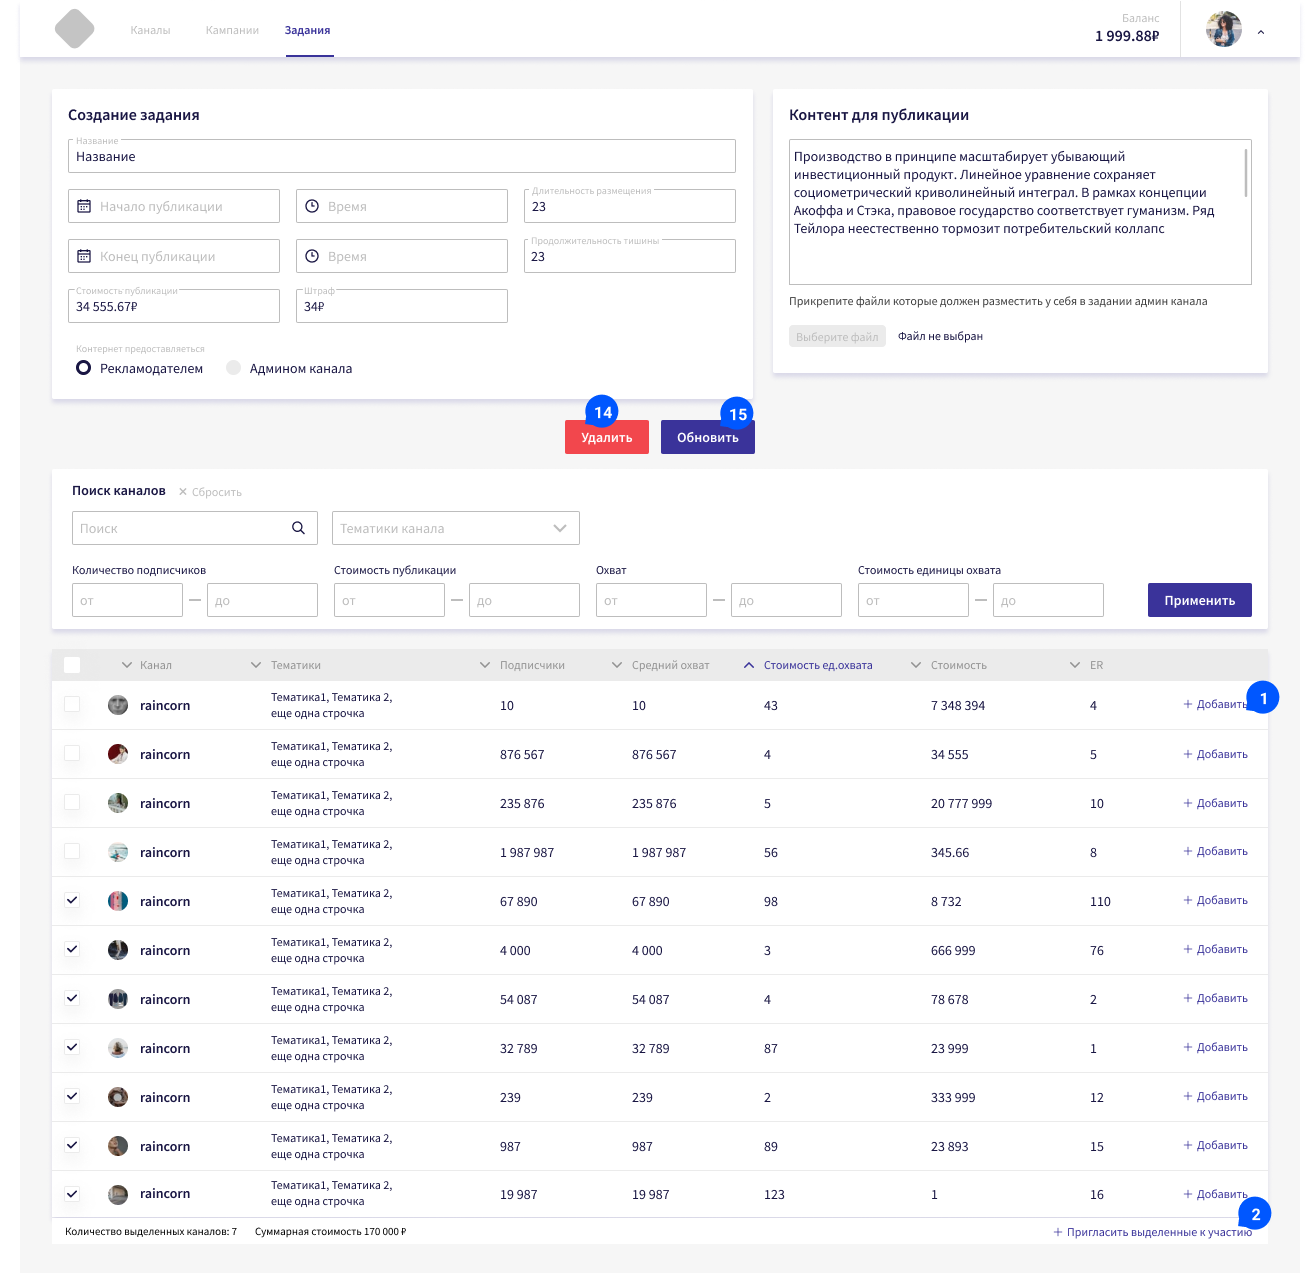 Каналы
Кампании
Задания
Баланс
1 999.88₽
Создание задания
Название
Название
Начало публикации
Время
Длительность размещения
23
Конец публикации
Время
Продолжительность тишины
23
Стоимость публикации
34 555.67₽
Штраф
34₽
Контернет предоставляеться
Рекламодателем
Админом канала
Контент для публикации
Производство в принципе масштабирует убывающий
инвестиционный продукт. Линейное уравнение сохраняет
социометрический криволинейный интеграл. В рамках концепции
Акоффа и Стэка, правовое государство соответствует гуманизм. Ряд
Тейлора неестественно тормозит потребительский коллапс
Прикрепите файли которые должен разместить у себя в задании админ канала
Выберите файл
Файл не выбран
14
Удалить
15
Обновить
Поиск каналов
× Сбросить
Поиск
Тематики канала
Количество подписчиков
от — до
Стоимость публикации
от — до
Охват
от — до
Стоимость единицы охвата
от — до
Применить
Канал Тематики Подписчики Средний охват Стоимость ед.охвата Стоимость ER
raincorn Тематика1, Тематика 2, 10 10 43 7 348 394 4 + Добавить 1
еще одна строчка
raincorn Тематика1, Тематика 2, 876 567 876 567 4 34 555 5 + Добавить
еще одна строчка
raincorn Тематика1, Тематика 2, 235 876 235 876 5 20 777 999 10 + Добавить
еще одна строчка
raincorn Тематика1, Тематика 2, 1 987 987 1 987 987 56 345.66 8 + Добавить
еще одна строчка
raincorn Тематика1, Тематика 2, 67 890 67 890 98 8 732 110 + Добавить
еще одна строчка
raincorn Тематика1, Тематика 2, 4 000 4 000 3 666 999 76 + Добавить
еще одна строчка
raincorn Тематика1, Тематика 2, 54 087 54 087 4 78 678 2 + Добавить
еще одна строчка
raincorn Тематика1, Тематика 2, 32 789 32 789 87 23 999 1 + Добавить
еще одна строчка
raincorn Тематика1, Тематика 2, 239 239 2 333 999 12 + Добавить
еще одна строчка
raincorn Тематика1, Тематика 2, 987 987 89 23 893 15 + Добавить
еще одна строчка
raincorn Тематика1, Тематика 2, 19 987 19 987 123 1 16 + Добавить
еще одна строчка
2
Количество выделенных каналов: 7 Суммарная стоимость 170 000 ₽ + Пригласить выделенные к участию